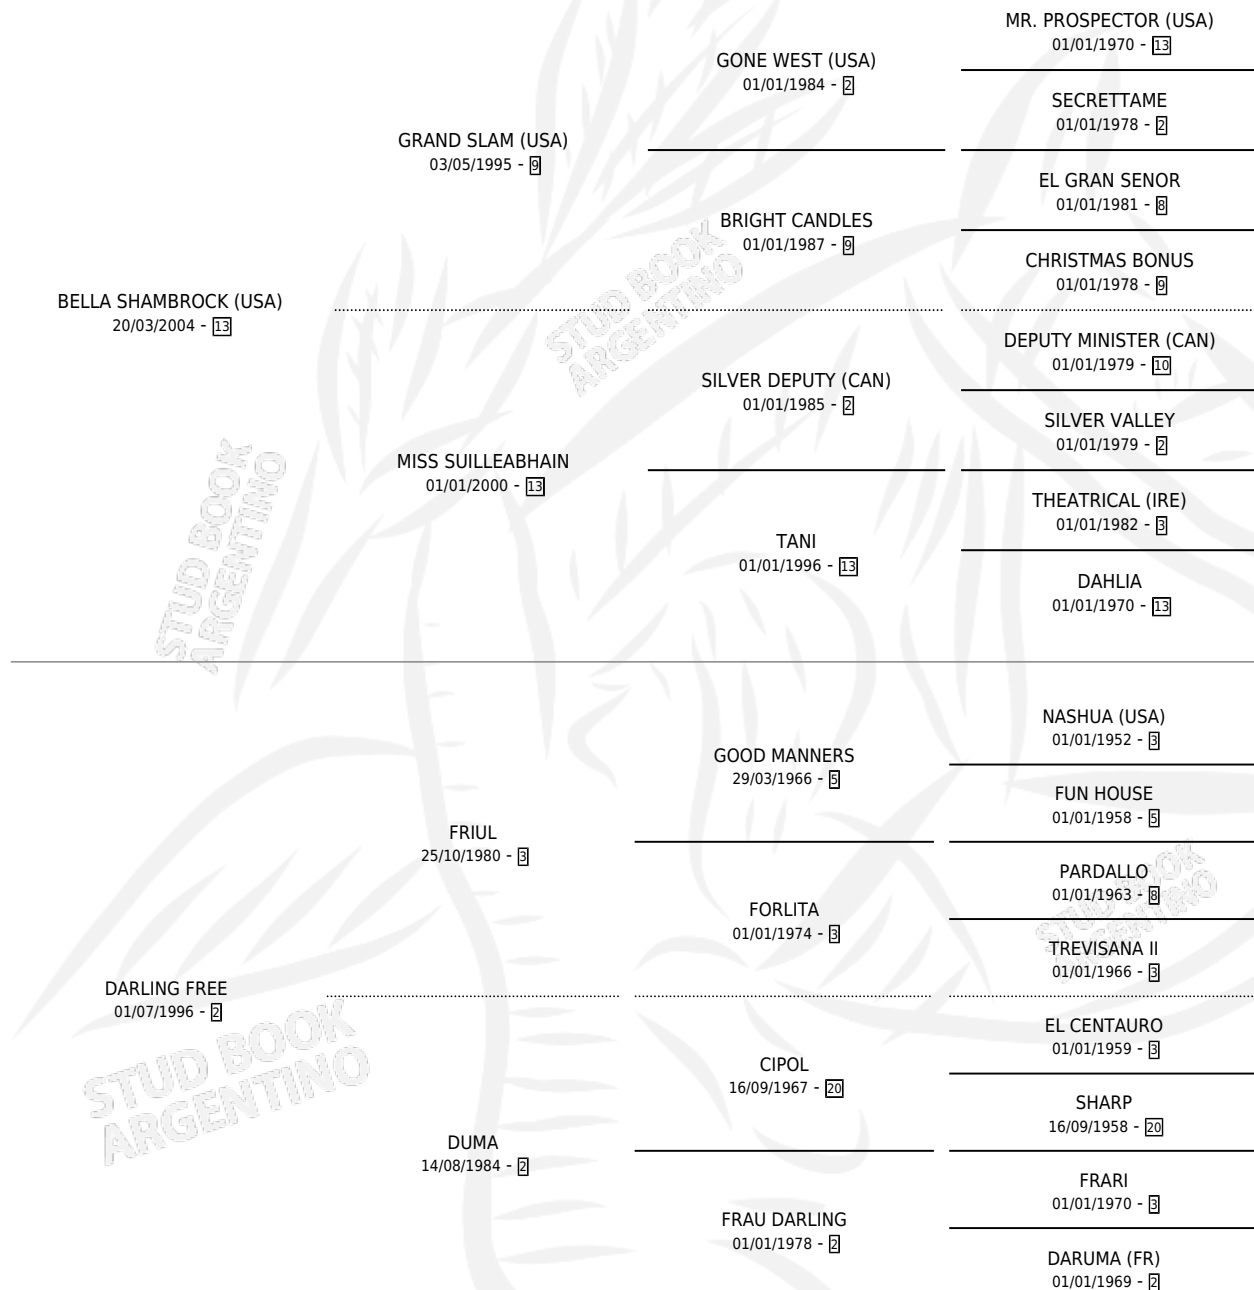 MR. PROSPECTOR (USA)
01/01/1970 - 13
GONE WEST (USA)
01/01/1984 - 2
SECRETTAME
01/01/1978 - 2
GRAND SLAM (USA)
03/05/1995 - 9
EL GRAN SENOR
01/01/1981 - 8
BRIGHT CANDLES
01/01/1987 - 9
CHRISTMAS BONUS
01/01/1978 - 9
BELLA SHAMBROCK (USA)
20/03/2004 - 13
STUD BOOK
ARGENTINO
DEPUTY MINISTER (CAN)
01/01/1979 - 10
SILVER DEPUTY (CAN)
01/01/1985 - 2
SILVER VALLEY
01/01/1979 - 2
MISS SUILLEABHAIN
01/01/2000 - 13
THEATRICAL (IRE)
01/01/1982 - 3
TANI
01/01/1996 - 13
DAHLIA
01/01/1970 - 13
STUD BOOK
ARGENTINO
NASHUA (USA)
01/01/1952 - 3
GOOD MANNERS
29/03/1966 - 5
FUN HOUSE
01/01/1958 - 5
FRIUL
25/10/1980 - 3
PARDALLO
01/01/1963 - 8
FORLITA
01/01/1974 - 3
STUD BOOK
ARGENTINO
TREVISANA II
01/01/1966 - 3
DARLING FREE
01/07/1996 - 2
EL CENTAURO
01/01/1959 - 3
CIPOL
16/09/1967 - 20
STUD BOOK
ARGENTINO
SHARP
16/09/1958 - 20
DUMA
14/08/1984 - 2
FRARI
01/01/1970 - 3
FRAU DARLING
01/01/1978 - 2
DARUMA (FR)
01/01/1969 - 2